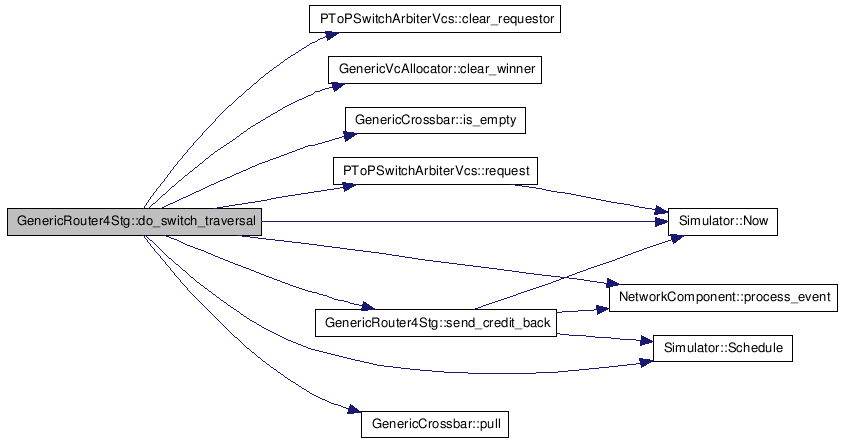 PToPSwitchArbiterVcs::clear_requestor
GenericVcAllocator::clear_winner
GenericCrossbar::is_empty
PToPSwitchArbiterVcs::request
GenericRouter4Stg::do_switch_traversal
Simulator::Now
NetworkComponent::process_event
GenericRouter4Stg::send_credit_back
Simulator::Schedule
GenericCrossbar::pull